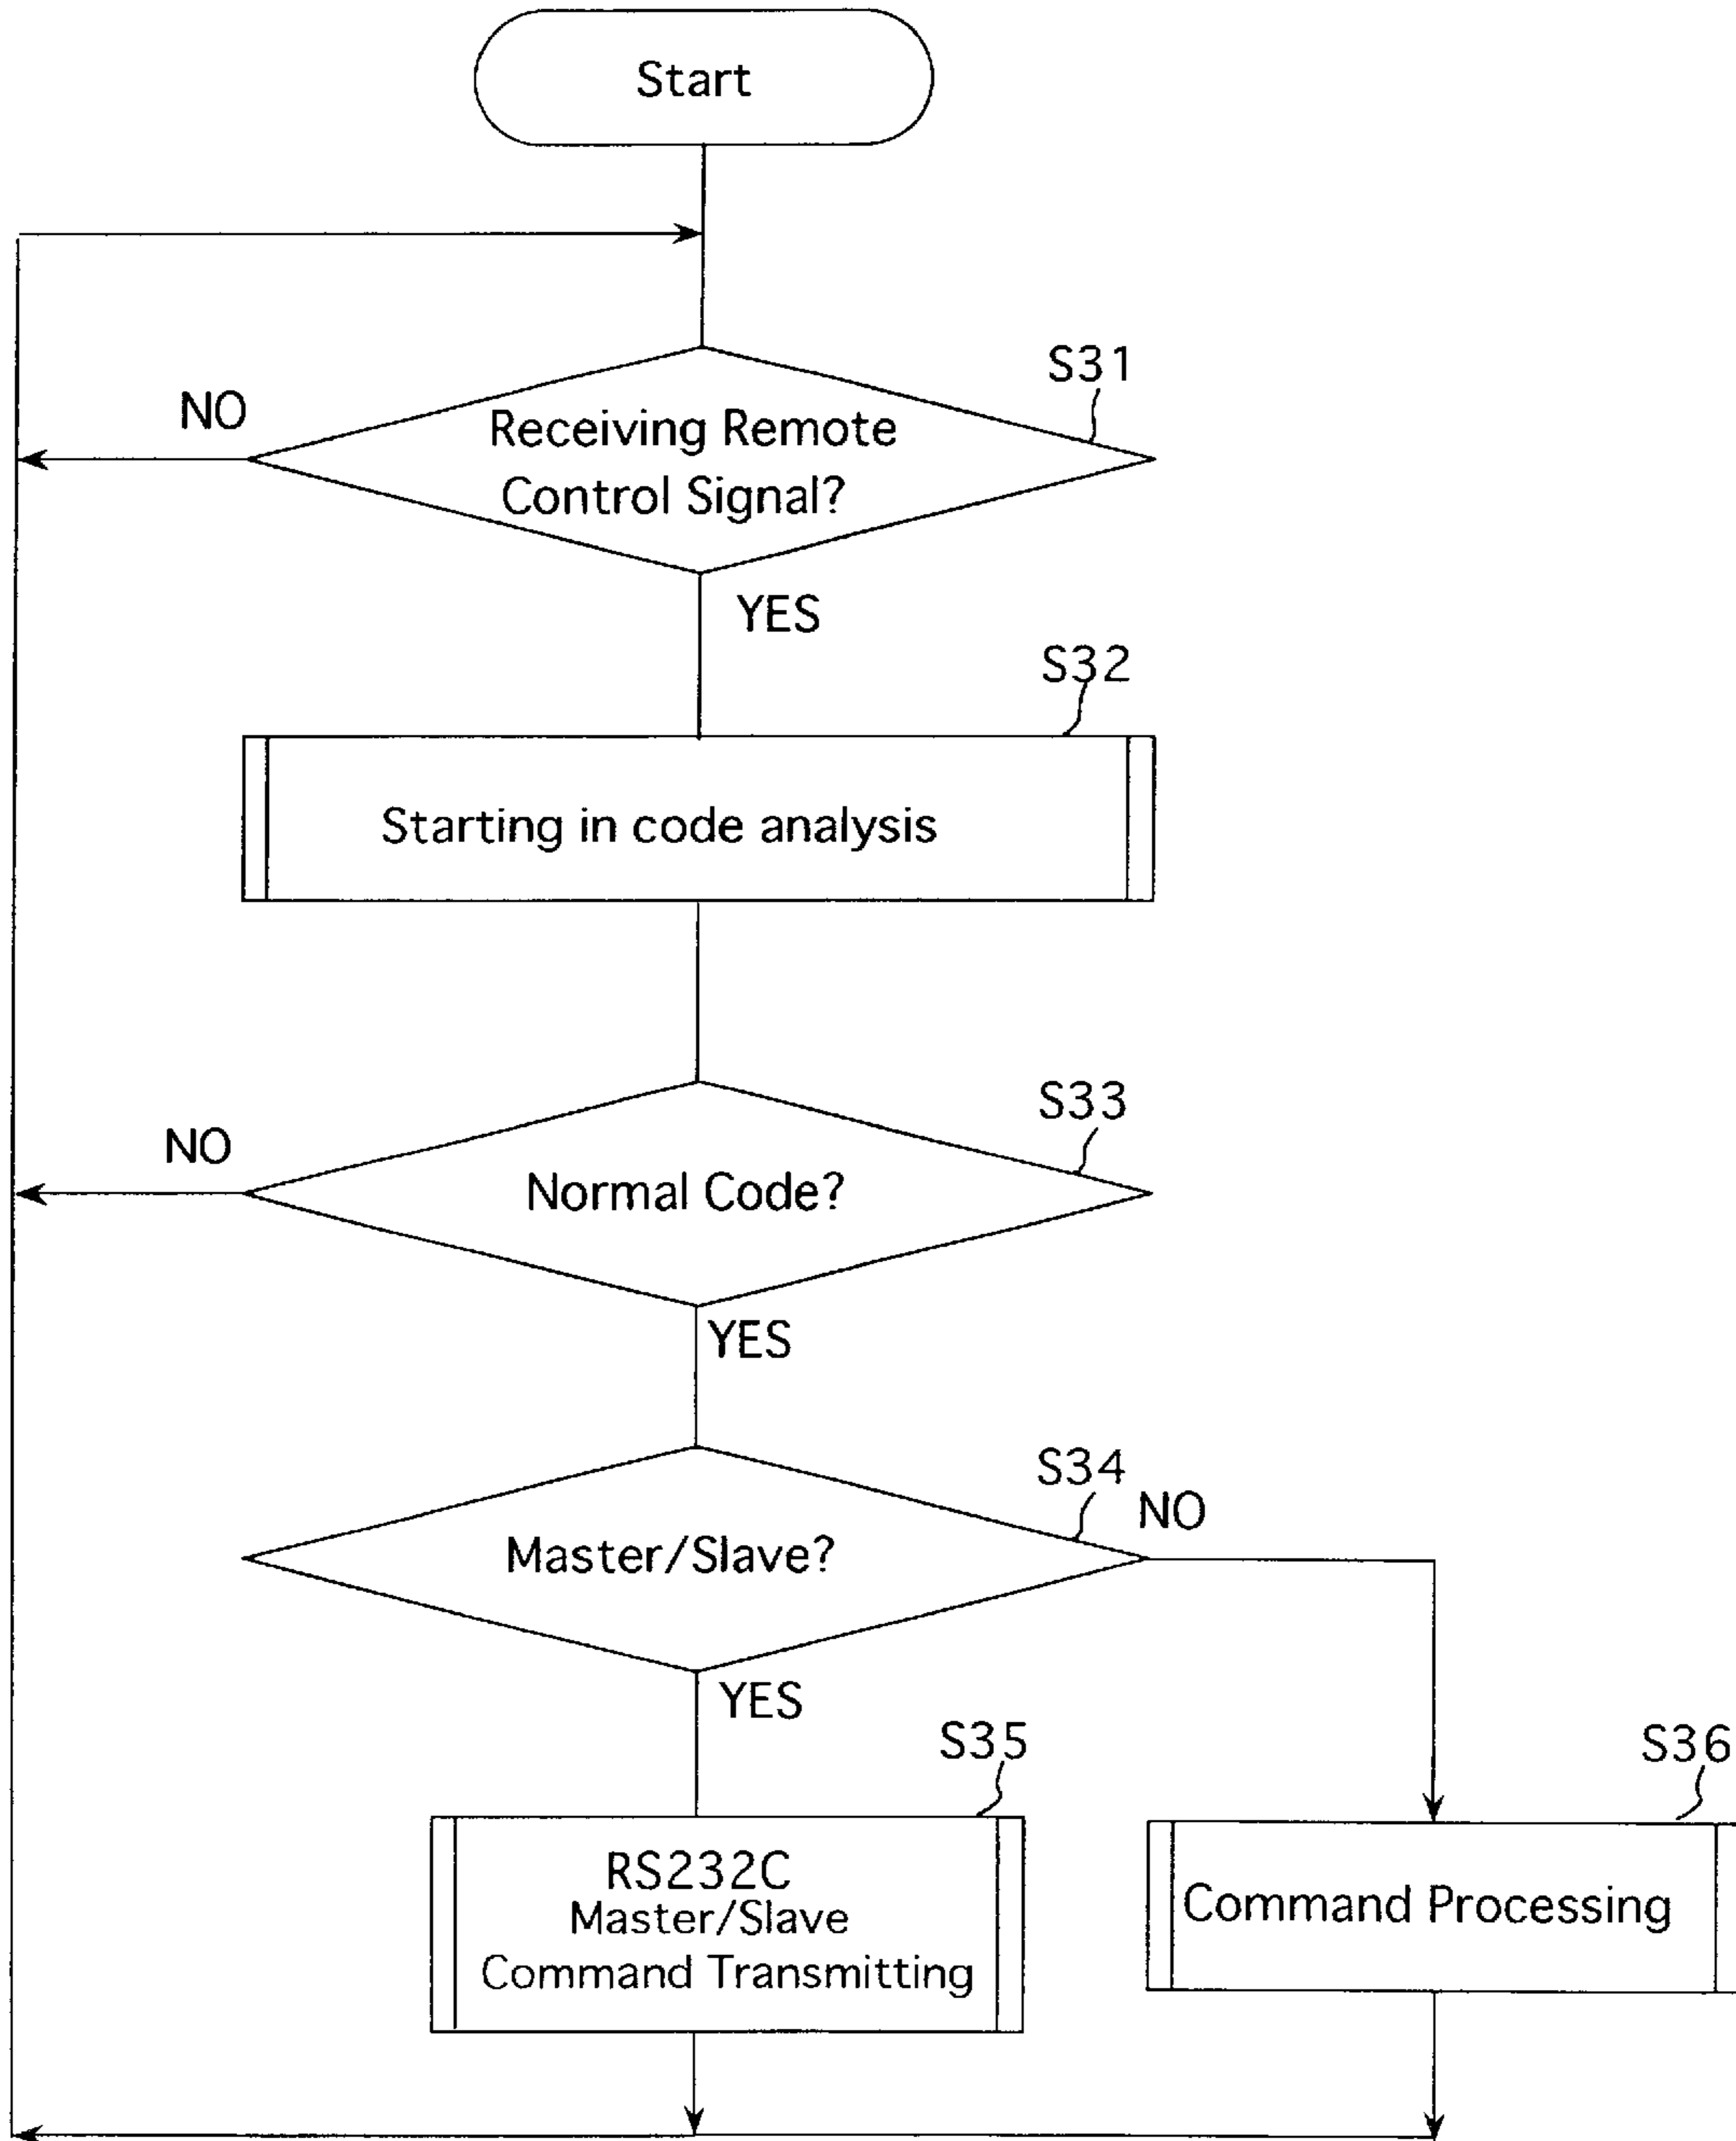 Start
S31
NO
Receiving Remote
Control Signal?
YES
S32
Starting in code analysis
S33
NO
Normal Code?
YES
S34
NO
Master/Slave?
YES
S35
S36
RS232C
Master/Slave
Command Transmitting
Command Processing